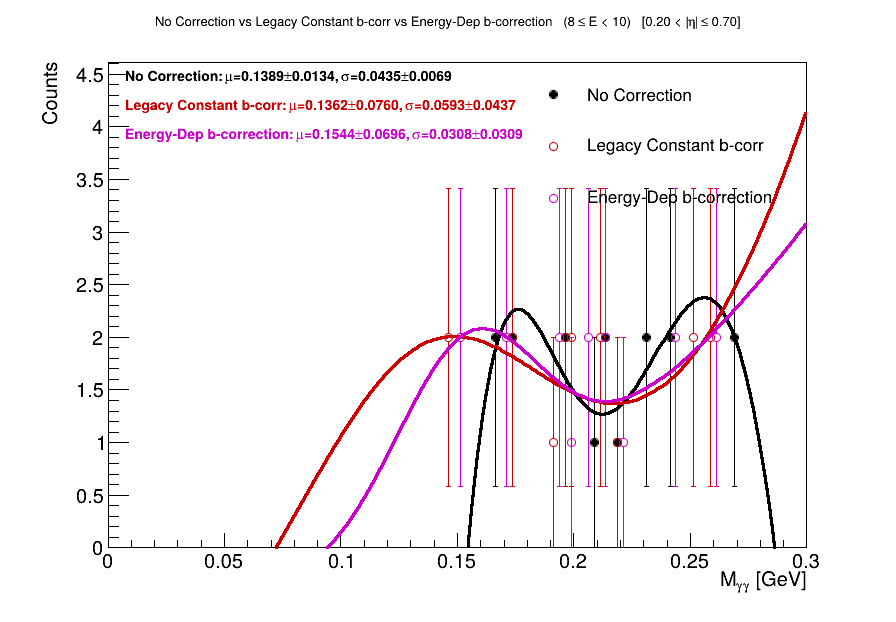 No Correction vs Legacy Constant b-corr vs Energy-Dep b-correction (8 ≤ E < 10) [0.20 < |η| ≤ 0.70]
Counts
No Correction: μ=0.1389±0.0134, σ=0.0435±0.0069
Legacy Constant b-corr: μ=0.1362±0.0760, σ=0.0593±0.0437
Energy-Dep b-correction: μ=0.1544±0.0696, σ=0.0308±0.0309
No Correction
Legacy Constant b-corr
Energy-Dep b-correction
4.5
4
3.5
3
2.5
2
1.5
1
0.5
0
0 0.05 0.1 0.15 0.2 0.25 0.3
M_γγ [GeV]